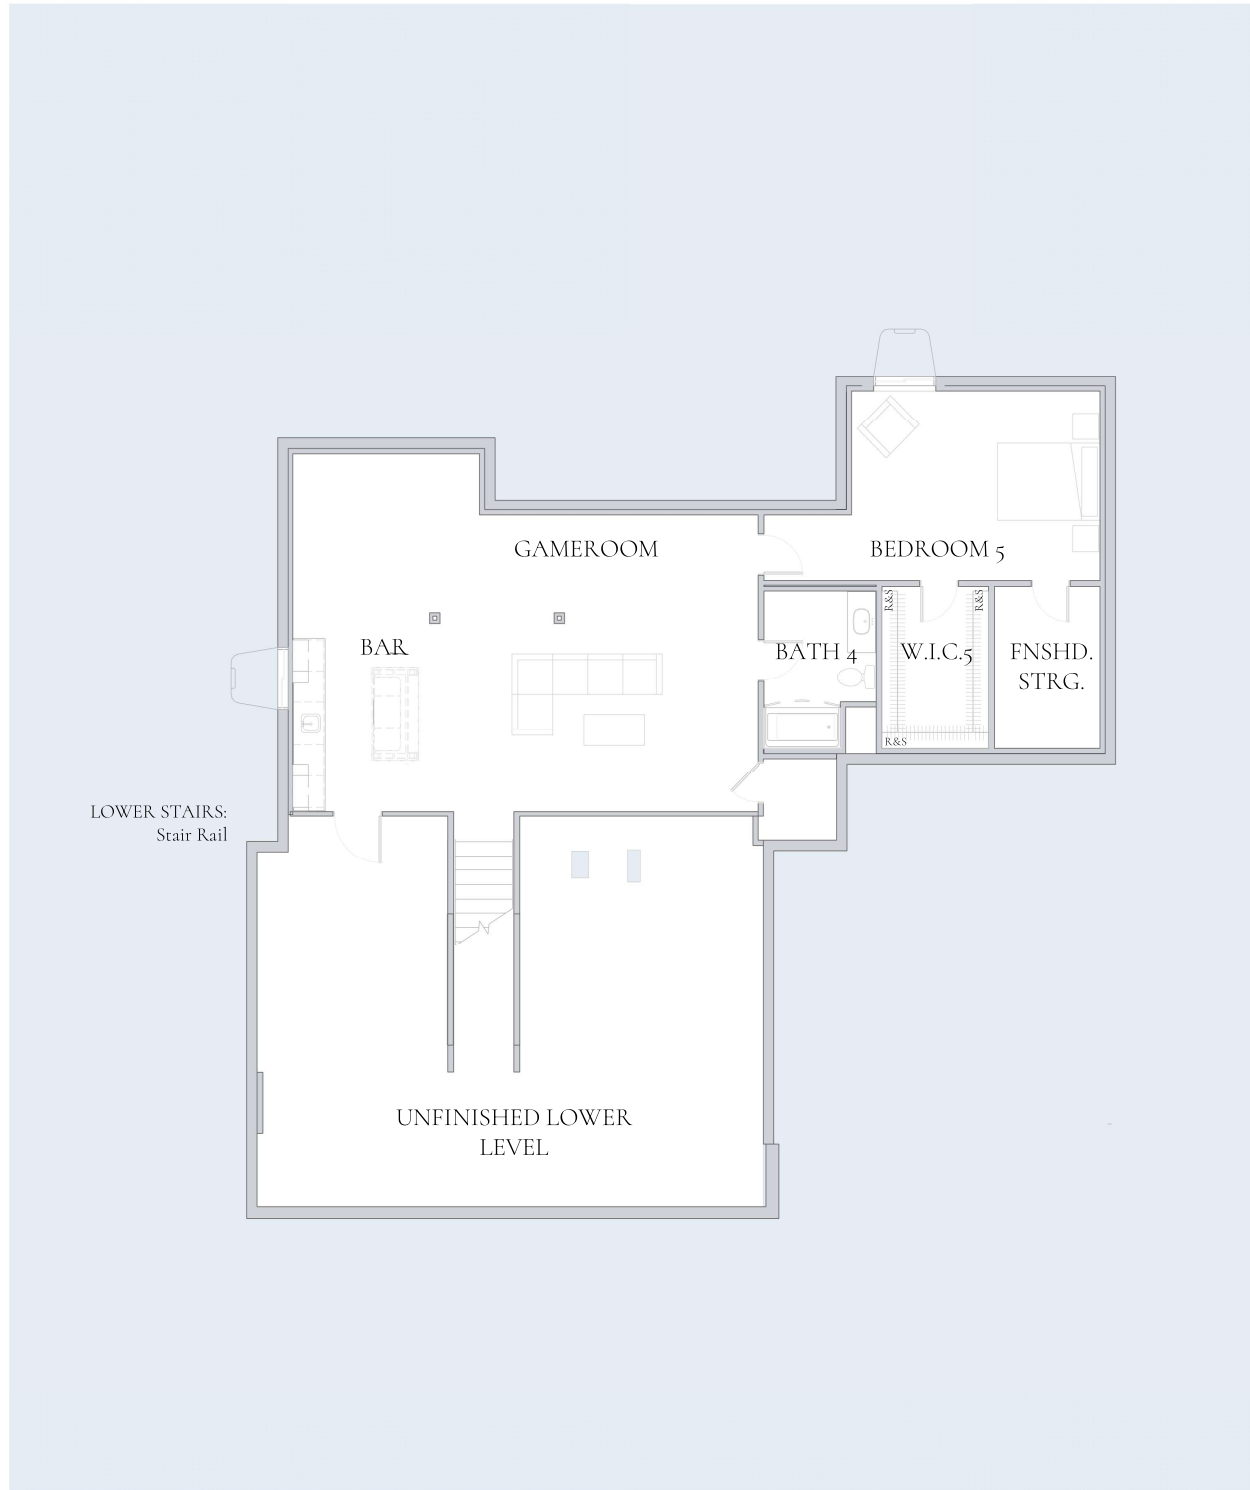 GAMEROOM
BEDROOM 5
BAR
R&S
R&S
BATH 4
W.I.C.5
FNSHD.
STRG.
R&S
LOWER STAIRS:
Stair Rail
UNFINISHED LOWER
LEVEL